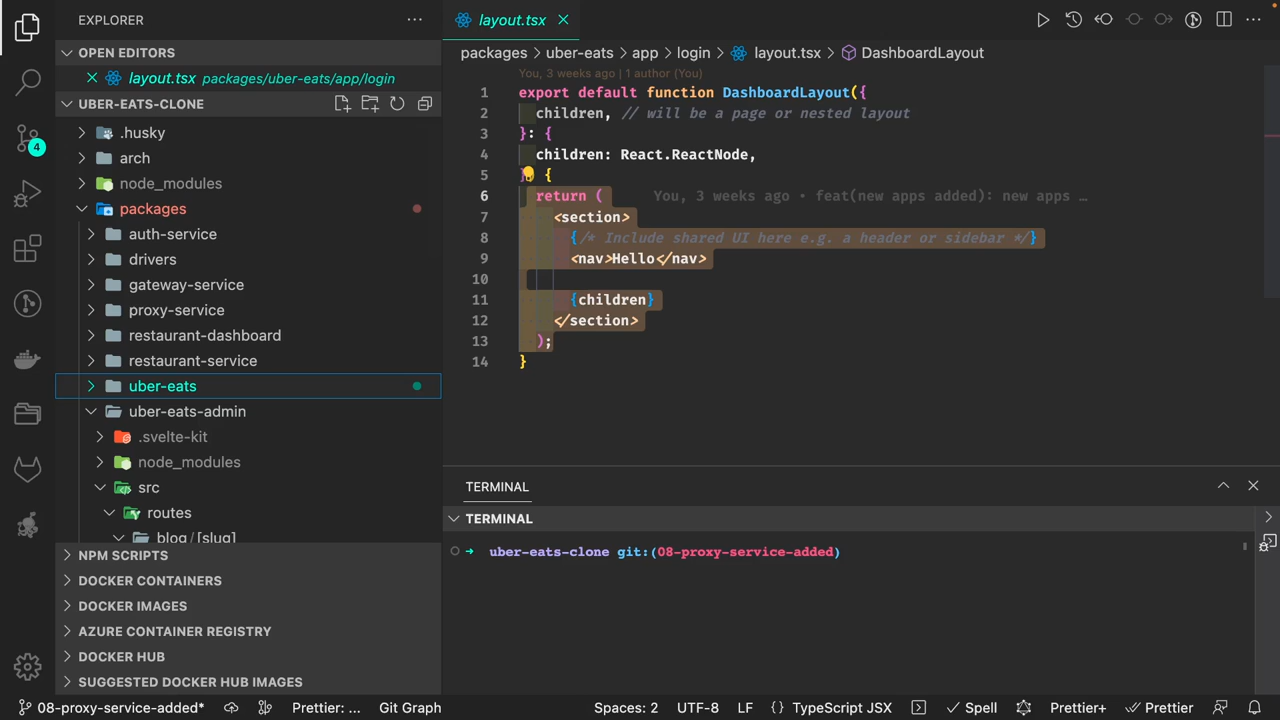 EXPLORER
OPEN EDITORS
layout.tsx packages/uber-eats/app/login
UBER-EATS-CLONE
.husky
arch
node_modules
packages
auth-service
drivers
gateway-service
proxy-service
restaurant-dashboard
restaurant-service
uber-eats
uber-eats-admin
.svelte-kit
node_modules
src
routes
blog/[slug]
NPM SCRIPTS
DOCKER CONTAINERS
DOCKER IMAGES
AZURE CONTAINER REGISTRY
DOCKER HUB
SUGGESTED DOCKER HUB IMAGES
4
layout.tsx
packages > uber-eats > app > login > layout.tsx > DashboardLayout
You, 3 weeks ago | 1 author (You)
1 export default function DashboardLayout({
2 children, // will be a page or nested layout
3 }: {
4 children: React.ReactNode,
5 }) {
6 return ( You, 3 weeks ago • feat(new apps added): new apps …
7 <section>
8 {/* Include shared UI here e.g. a header or sidebar */}
9 <nav>Hello</nav>
10
11 {children}
12 </section>
13 );
14 }
TERMINAL
TERMINAL
uber-eats-clone git:(08-proxy-service-added)
08-proxy-service-added* Prettier: ... Git Graph Spaces: 2 UTF-8 LF {} TypeScript JSX Spell Prettier+ Prettier